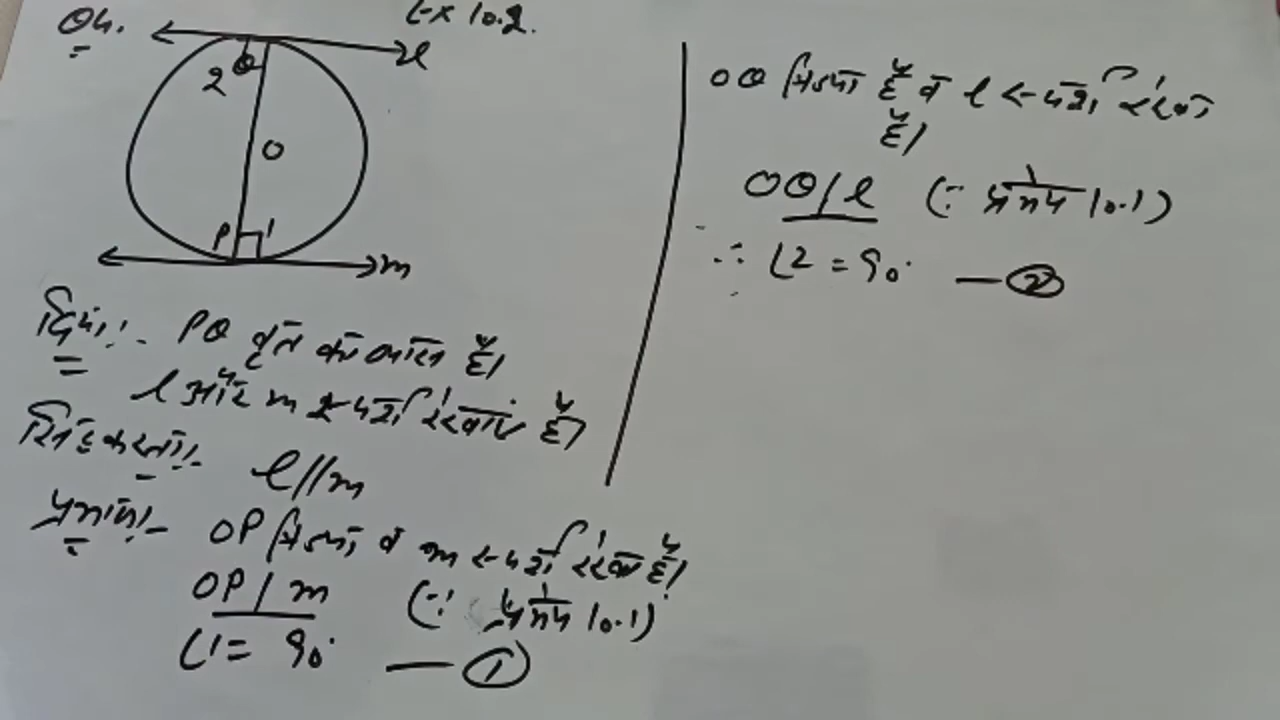 Q4.
Ex 10.2.
l
2 Q
O
P 1
m
दिया:- PQ वृत्त का व्यास है।
l और m स्पर्श रेखाएं हैं।
सिद्ध करना:-
l||m
प्रमाण:- OP त्रिज्या व m स्पर्श रेखा है।
OP⊥m (∵ प्रमेय 10.1)
∠1= 90° —①
OQ त्रिज्या है व l स्पर्श रेखा
है।
OQ⊥l (∵ प्रमेय 10.1)
∴ ∠2 = 90° —②